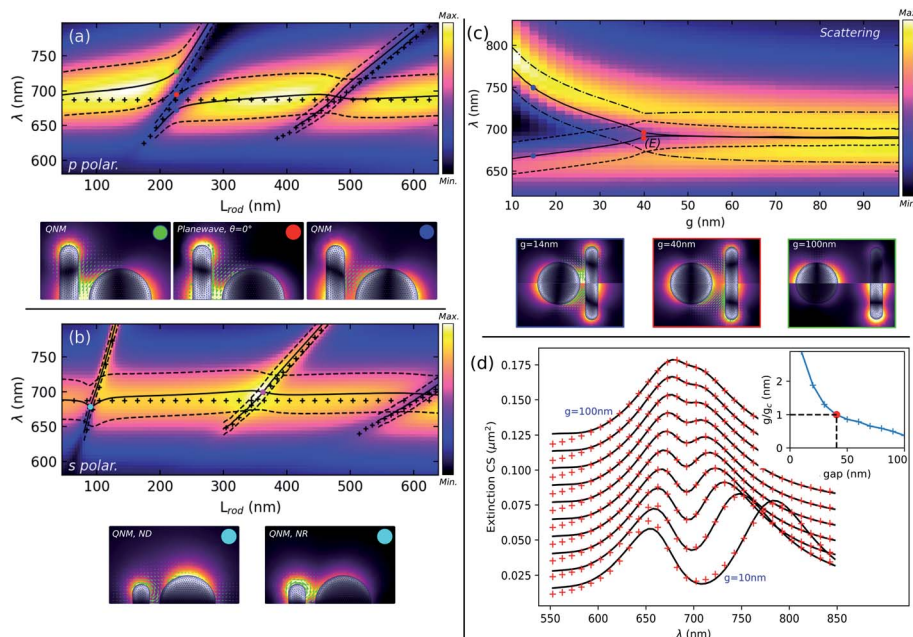 (a)
Max.
λ (nm)
750
700
650
600
p polar.
Min.
100 200 300 400 500 600
L_rod (nm)
QNM
Planewave, θ=0°
QNM
(b)
Max.
λ (nm)
750
700
650
600
s polar.
Min.
100 200 300 400 500 600
L_rod (nm)
QNM, ND
QNM, NR
(c)
Scattering
Max.
λ (nm)
800
750
700
650
(E)
Min.
10 20 30 40 50 60 70 80 90
g (nm)
g=14nm
g=40nm
g=100nm
(d)
Extinction CS (μm²)
0.175
0.150
0.125
0.100
0.075
0.050
0.025
g=100nm
g=10nm
550 600 650 700 750 800 850
λ (nm)
g/g_c (nm)
2
1
0
0 50 100
gap (nm)